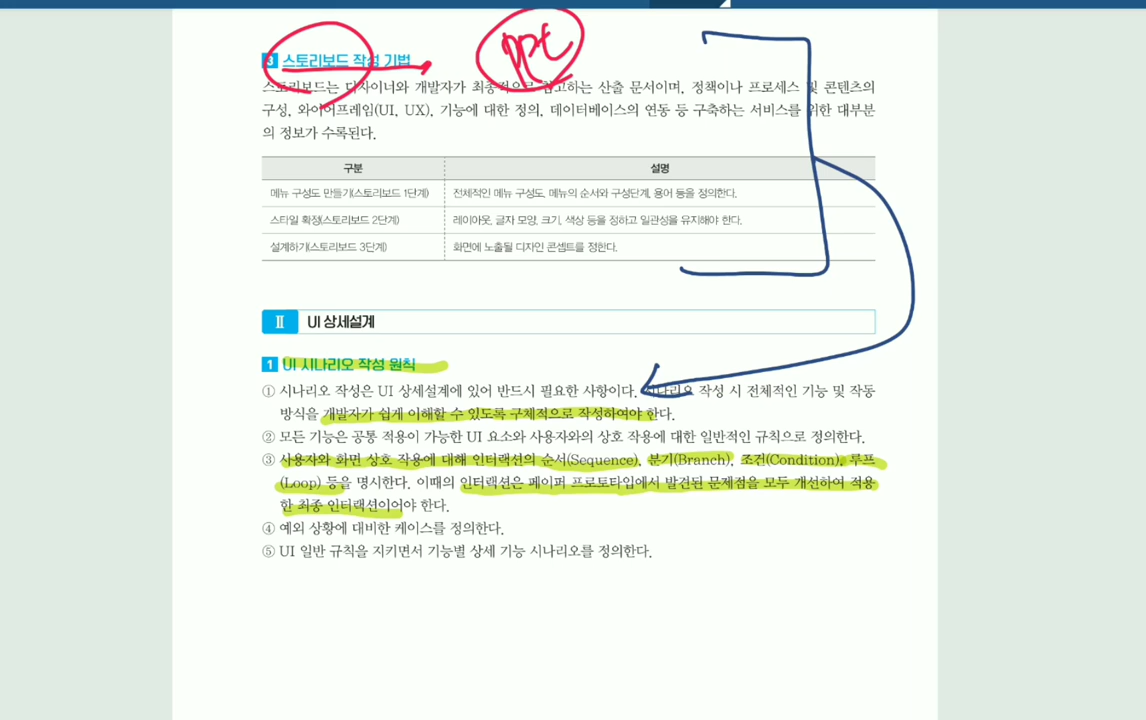 3 스토리보드 작성 기법
ppt
스토리보드는 디자이너와 개발자가 최종적으로 참고하는 산출 문서이며, 정책이나 프로세스 및 콘텐츠의
구성, 와이어프레임(UI, UX), 기능에 대한 정의, 데이터베이스의 연동 등 구축하는 서비스를 위한 대부분
의 정보가 수록된다.
구분 설명
메뉴 구성도 만들기(스토리보드 1단계) 전체적인 메뉴 구성도, 메뉴의 순서와 구성단계, 용어 등을 정의한다.
스타일 확정(스토리보드 2단계) 레이아웃, 글자 모양, 크기, 색상 등을 정하고 일관성을 유지해야 한다.
설계하기(스토리보드 3단계) 화면에 노출될 디자인 콘셉트를 정한다.
Ⅱ UI 상세설계
1 UI 시나리오 작성 원칙
① 시나리오 작성은 UI 상세설계에 있어 반드시 필요한 사항이다. 시나리오 작성 시 전체적인 기능 및 작동
방식을 개발자가 쉽게 이해할 수 있도록 구체적으로 작성하여야 한다.
② 모든 기능은 공통 적용이 가능한 UI 요소와 사용자와의 상호 작용에 대한 일반적인 규칙으로 정의한다.
③ 사용자와 화면 상호 작용에 대해 인터랙션의 순서(Sequence), 분기(Branch), 조건(Condition), 루프
(Loop) 등을 명시한다. 이때의 인터랙션은 페이퍼 프로토타입에서 발견된 문제점을 모두 개선하여 적용
한 최종 인터랙션이어야 한다.
④ 예외 상황에 대비한 케이스를 정의한다.
⑤ UI 일반 규칙을 지키면서 기능별 상세 기능 시나리오를 정의한다.